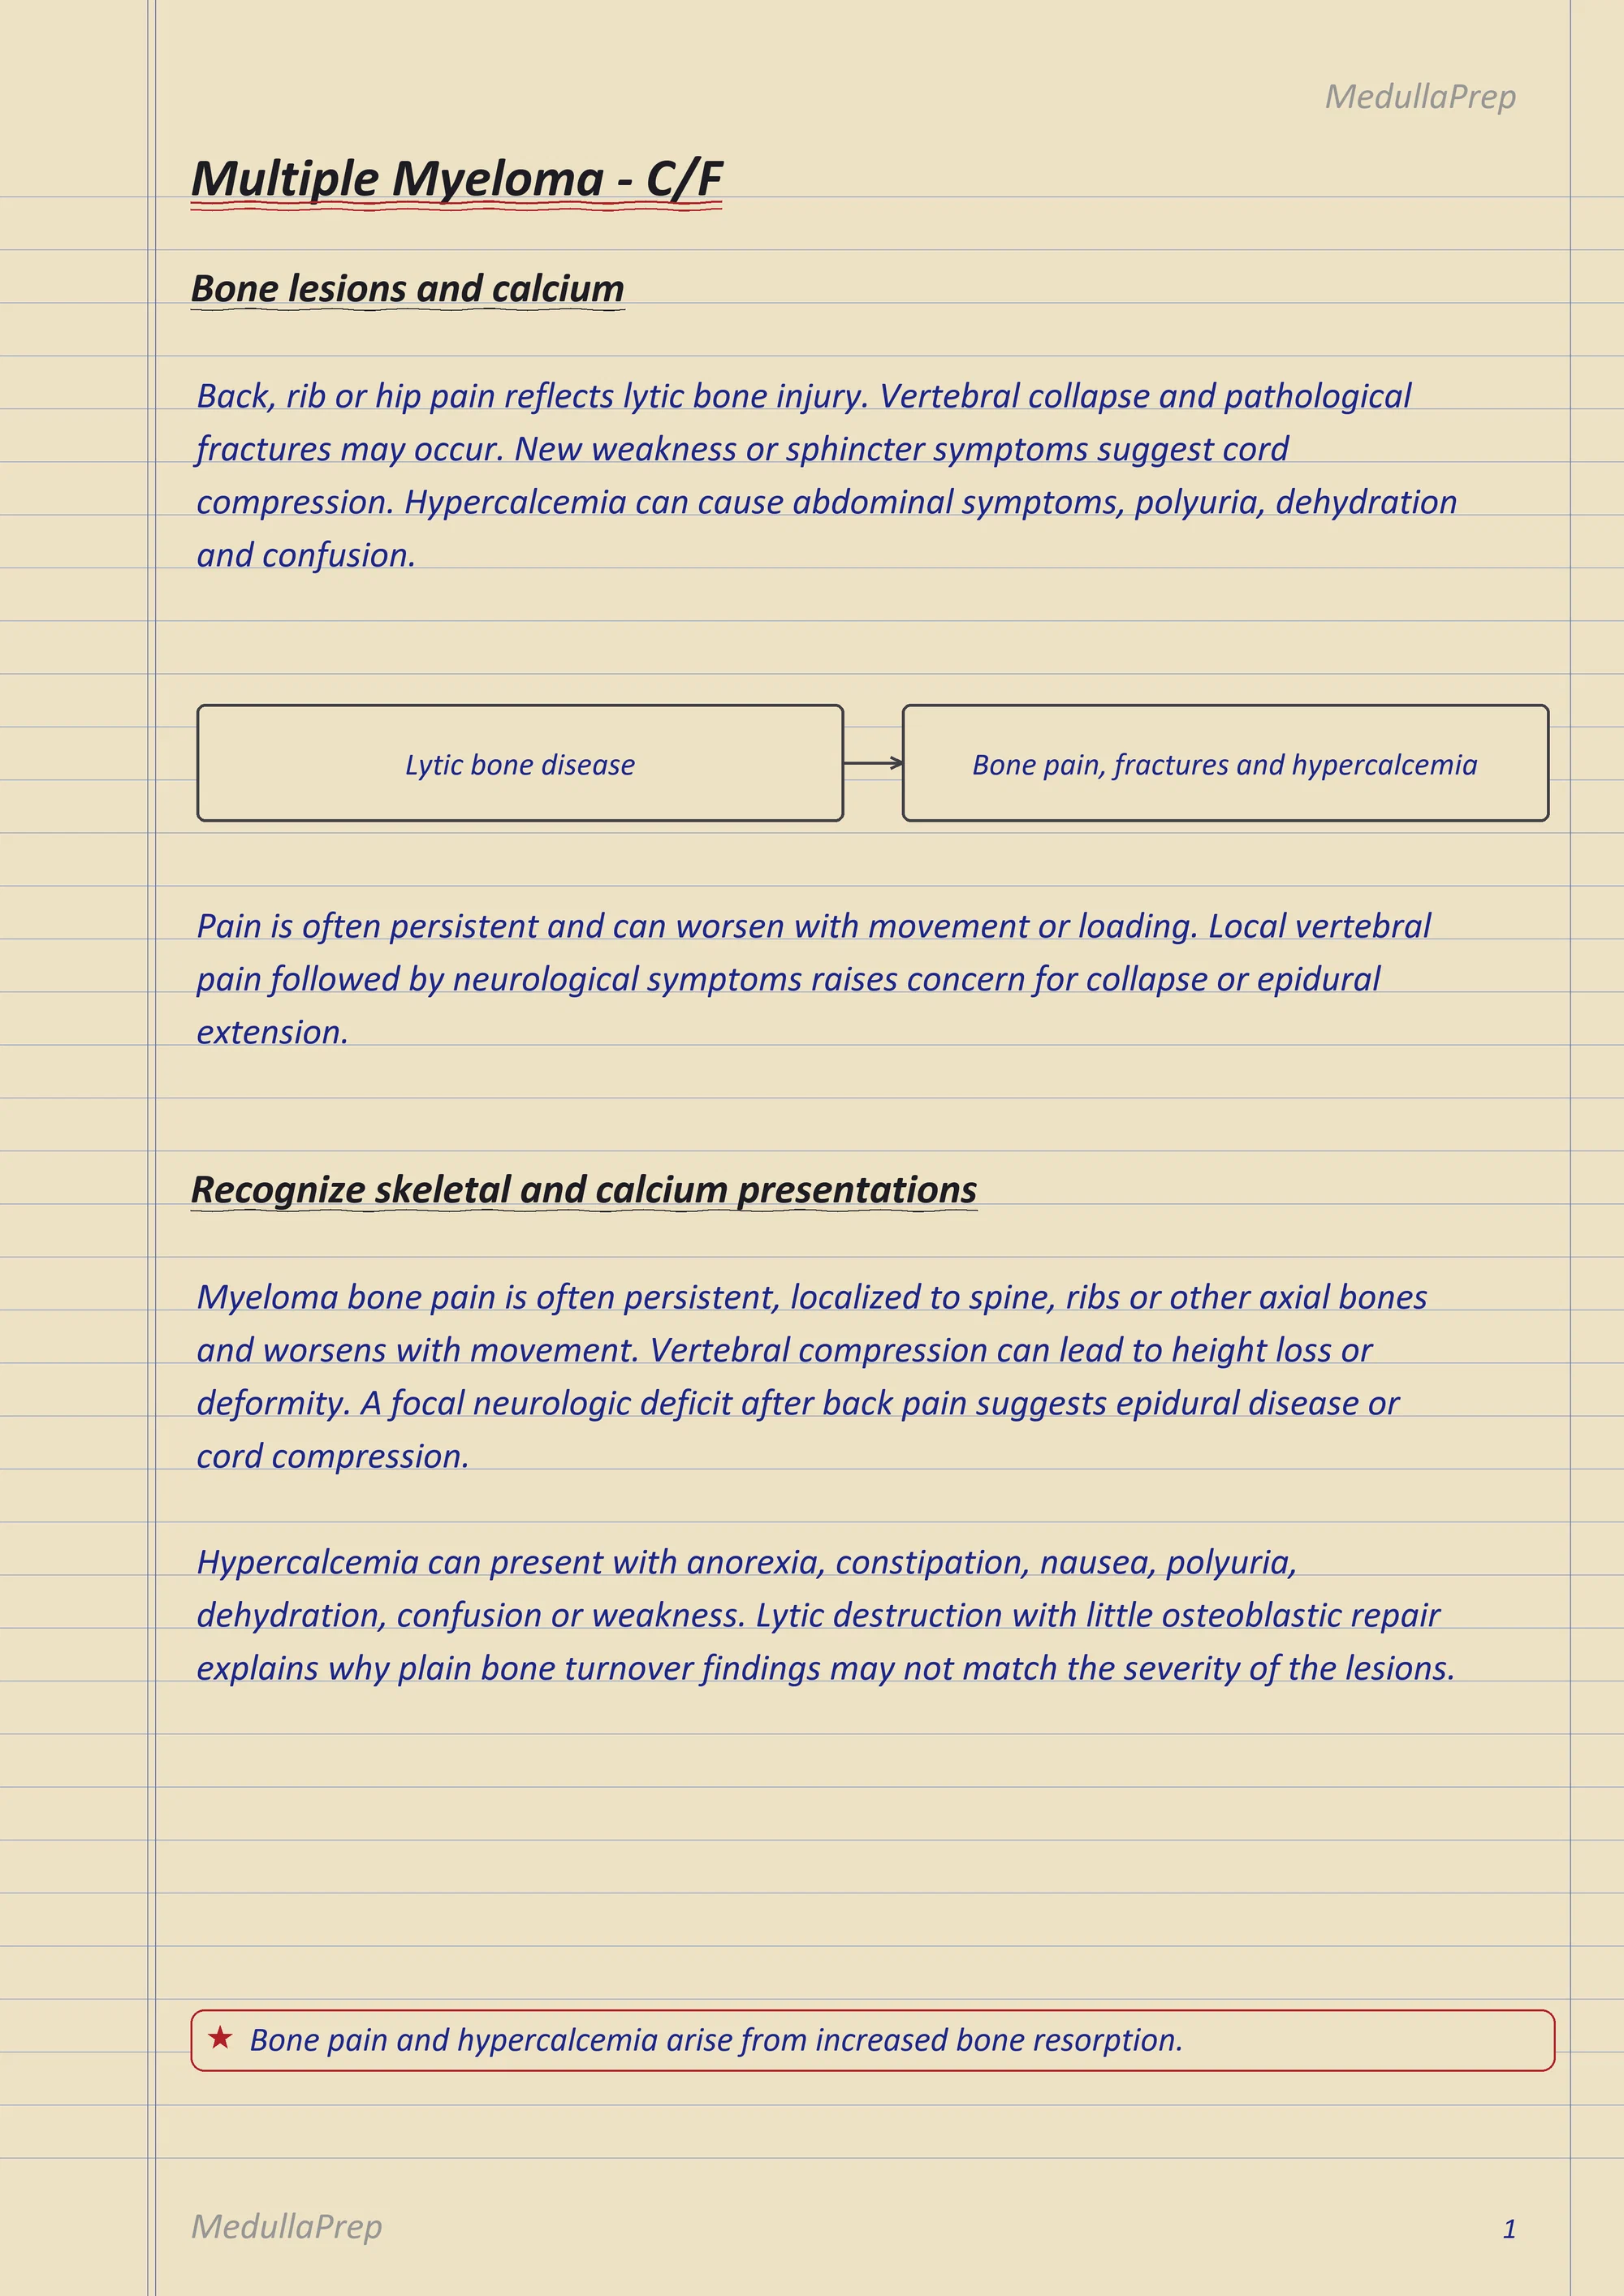 MedullaPrep
Multiple Myeloma - C/F
Bone lesions and calcium
Back, rib or hip pain reflects lytic bone injury. Vertebral collapse and pathological
fractures may occur. New weakness or sphincter symptoms suggest cord
compression. Hypercalcemia can cause abdominal symptoms, polyuria, dehydration
and confusion.
Lytic bone disease
Bone pain, fractures and hypercalcemia
Pain is often persistent and can worsen with movement or loading. Local vertebral
pain followed by neurological symptoms raises concern for collapse or epidural
extension.
Recognize skeletal and calcium presentations
Myeloma bone pain is often persistent, localized to spine, ribs or other axial bones
and worsens with movement. Vertebral compression can lead to height loss or
deformity. A focal neurologic deficit after back pain suggests epidural disease or
cord compression.
Hypercalcemia can present with anorexia, constipation, nausea, polyuria,
dehydration, confusion or weakness. Lytic destruction with little osteoblastic repair
explains why plain bone turnover findings may not match the severity of the lesions.
★ Bone pain and hypercalcemia arise from increased bone resorption.
MedullaPrep
1